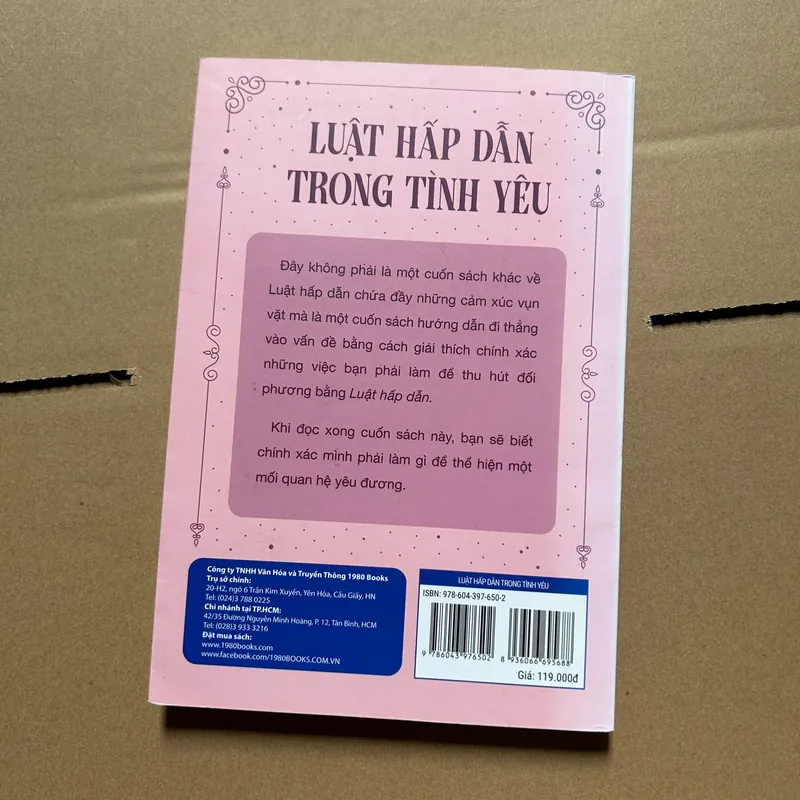 LUẬT HẤP DẪN
TRONG TÌNH YÊU
Đây không phải là một cuốn sách khác về
Luật hấp dẫn chứa đầy những cảm xúc vụn
vặt mà là một cuốn sách hướng dẫn đi thẳng
vào vấn đề bằng cách giải thích chính xác
những việc bạn phải làm để thu hút đối
phương bằng Luật hấp dẫn.
Khi đọc xong cuốn sách này, bạn sẽ biết
chính xác mình phải làm gì để thể hiện một
mối quan hệ yêu đương.
Công ty TNHH Văn Hóa và Truyền Thông 1980 Books
Trụ sở chính:
20-H2, ngõ 6 Trần Kim Xuyến, Yên Hòa, Cầu Giấy, HN
Tel: (024)3 788 0225
Chi nhánh tại TP.HCM:
42/35 Đường Nguyễn Minh Hoàng, P. 12, Tân Bình, HCM
Tel: (028)3 933 3216
Đặt mua sách:
www.1980books.com
www.facebook.com/1980BOOKS.COM.VN
LUẬT HẤP DẪN TRONG TÌNH YÊU
ISBN: 978-604-397-650-2
9 786043 976502
8 936066 695688
Giá: 119.000đ